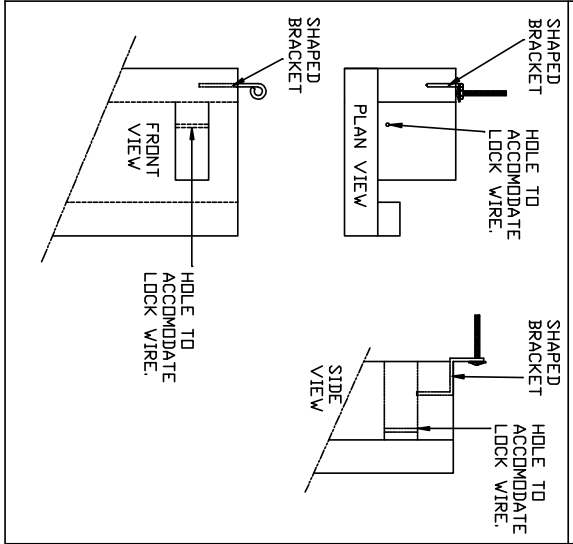 SHAPED
BRACKET
HOLE TO
ACCOMODATE
LOCK WIRE.
PLAN VIEW
SHAPED
BRACKET
HOLE TO
ACCOMODATE
LOCK WIRE.
SIDE
VIEW
SHAPED
BRACKET
FRONT
VIEW
HOLE TO
ACCOMODATE
LOCK WIRE.